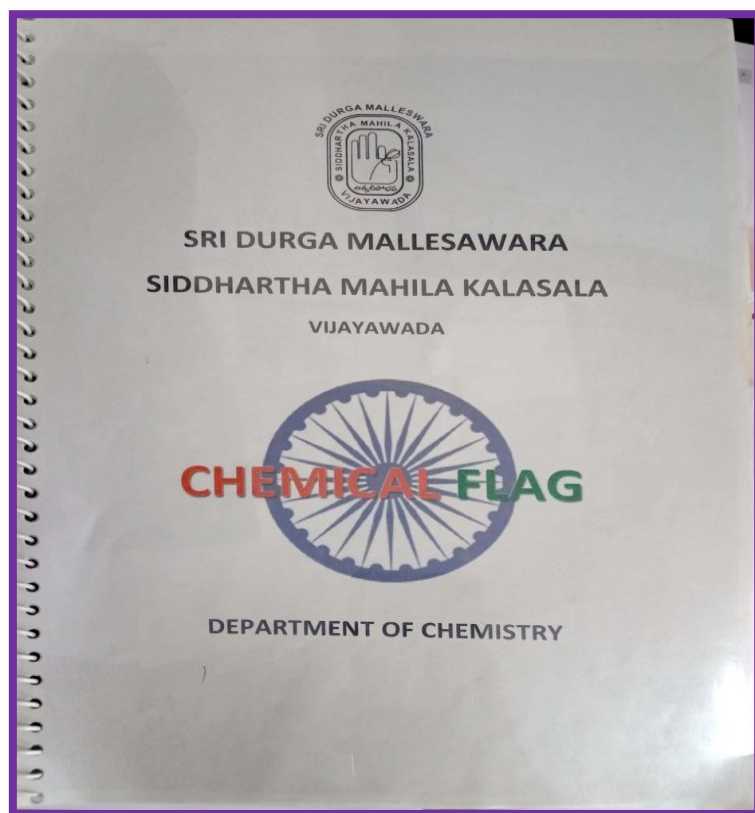 SRI DURGA MALLESWARA
SIDDHARTHA MAHILA KALASALA
VIJAYAWADA
SRI DURGA MALLESAWARA
SIDDHARTHA MAHILA KALASALA
VIJAYAWADA
CHEMICAL FLAG
DEPARTMENT OF CHEMISTRY